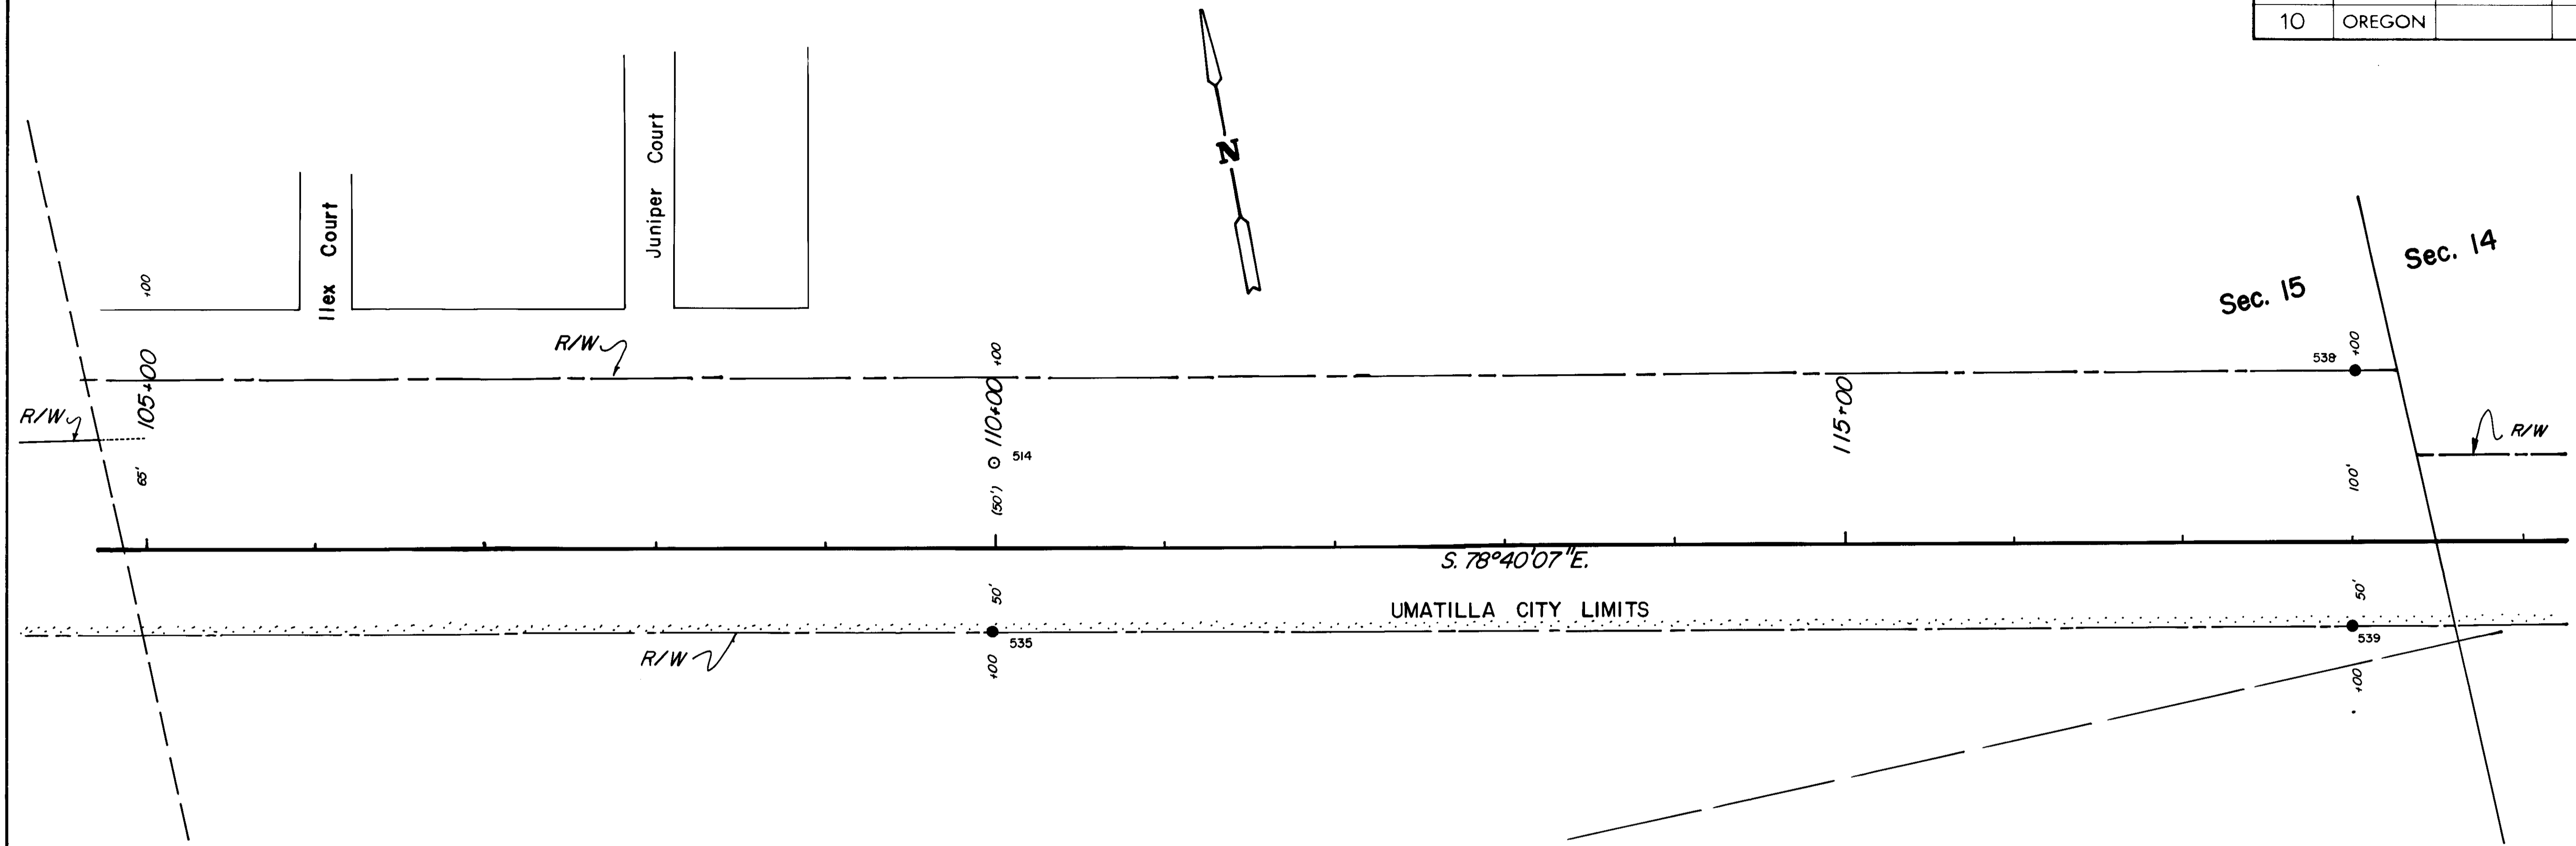 10 OREGON
N
Ilex Court
Juniper Court
+00
Sec. 15
Sec. 14
R/W
+00
538
+00
105+00
110+00
115+00
R/W
R/W
65'
514
(50')
100'
S. 78°40'07"E.
50'
50'
UMATILLA CITY LIMITS
R/W
535
539
+00
+00